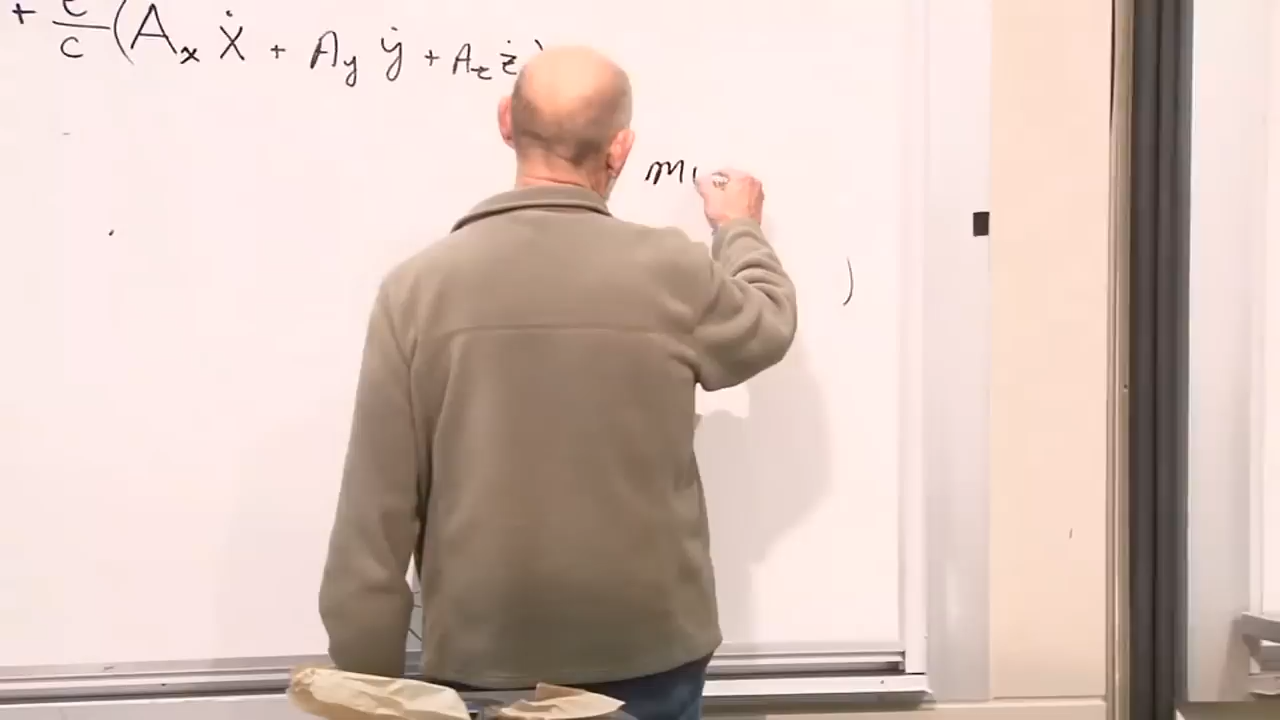 + e/c (Aₓ ẋ + A_y ẏ + A_z ż)
m